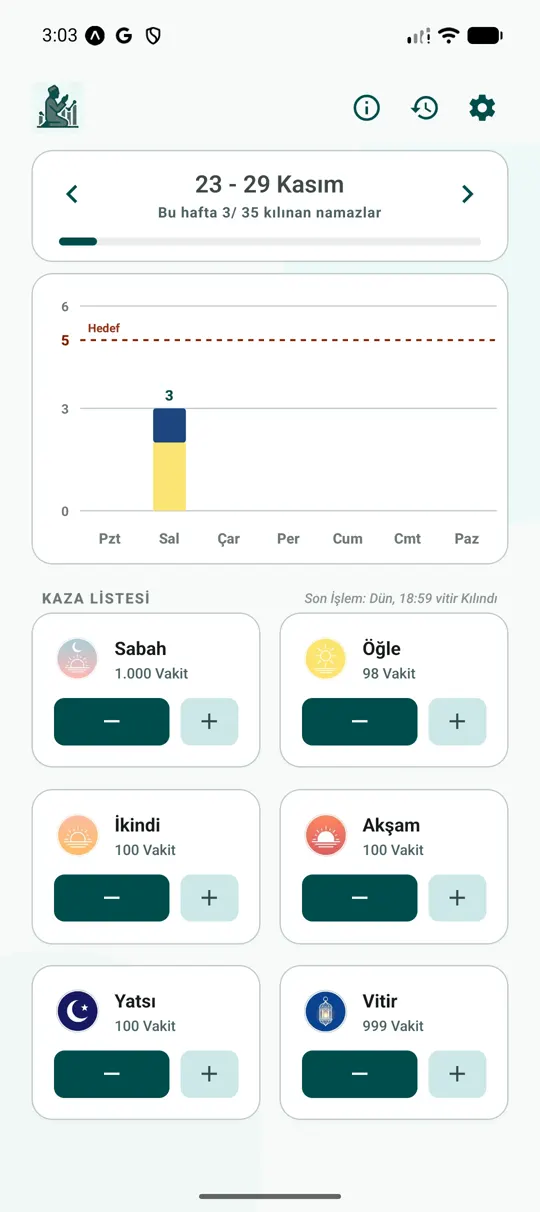 3:03
23 - 29 Kasım
Bu hafta 3/ 35 kılınan namazlar
6
Hedef
5
3
3
0
Pzt Sal Çar Per Cum Cmt Paz
KAZA LİSTESİ
Son İşlem: Dün, 18:59 vitir Kılındı
Sabah
1.000 Vakit
Öğle
98 Vakit
İkindi
100 Vakit
Akşam
100 Vakit
Yatsı
100 Vakit
Vitir
999 Vakit